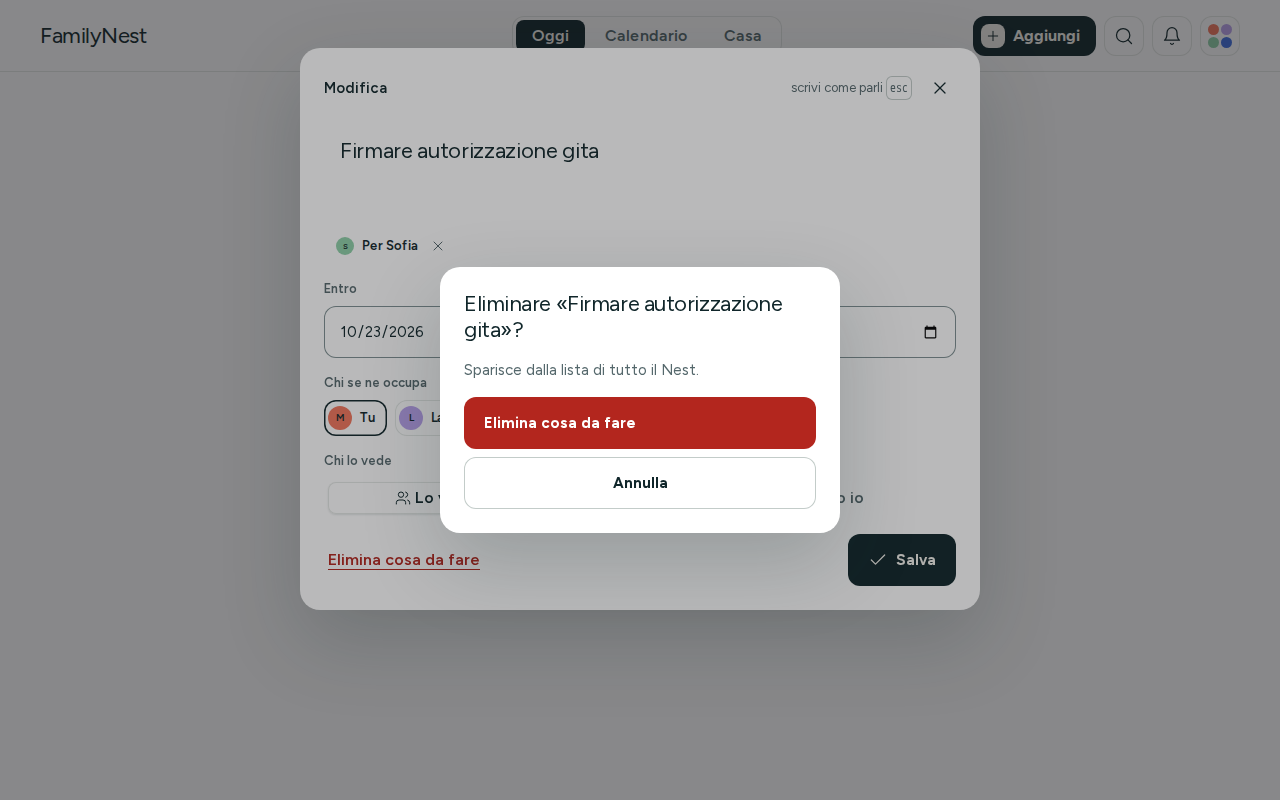 FamilyNest
Oggi
Calendario
Casa
Aggiungi
Modifica
scrivi come parli esc
Firmare autorizzazione gita
S Per Sofia
Entro
10/23/2026
Eliminare «Firmare autorizzazione
gita»?
Sparisce dalla lista di tutto il Nest.
Elimina cosa da fare
Annulla
Chi se ne occupa
M Tu
L
Chi lo vede
Lo
io
Elimina cosa da fare
Salva